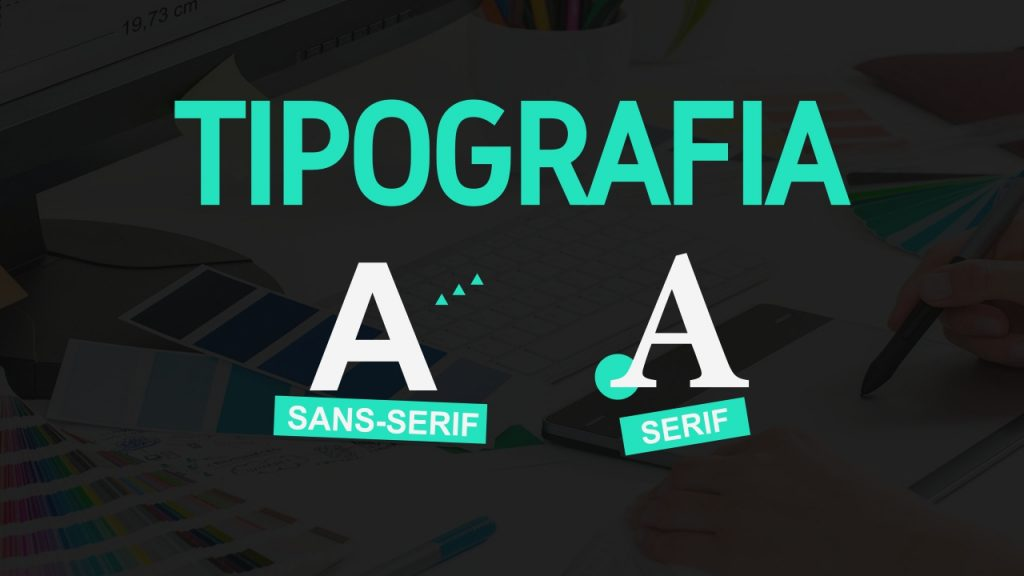 19,73 cm
TIPOGRAFIA
A A
SANS-SERIF
SERIF